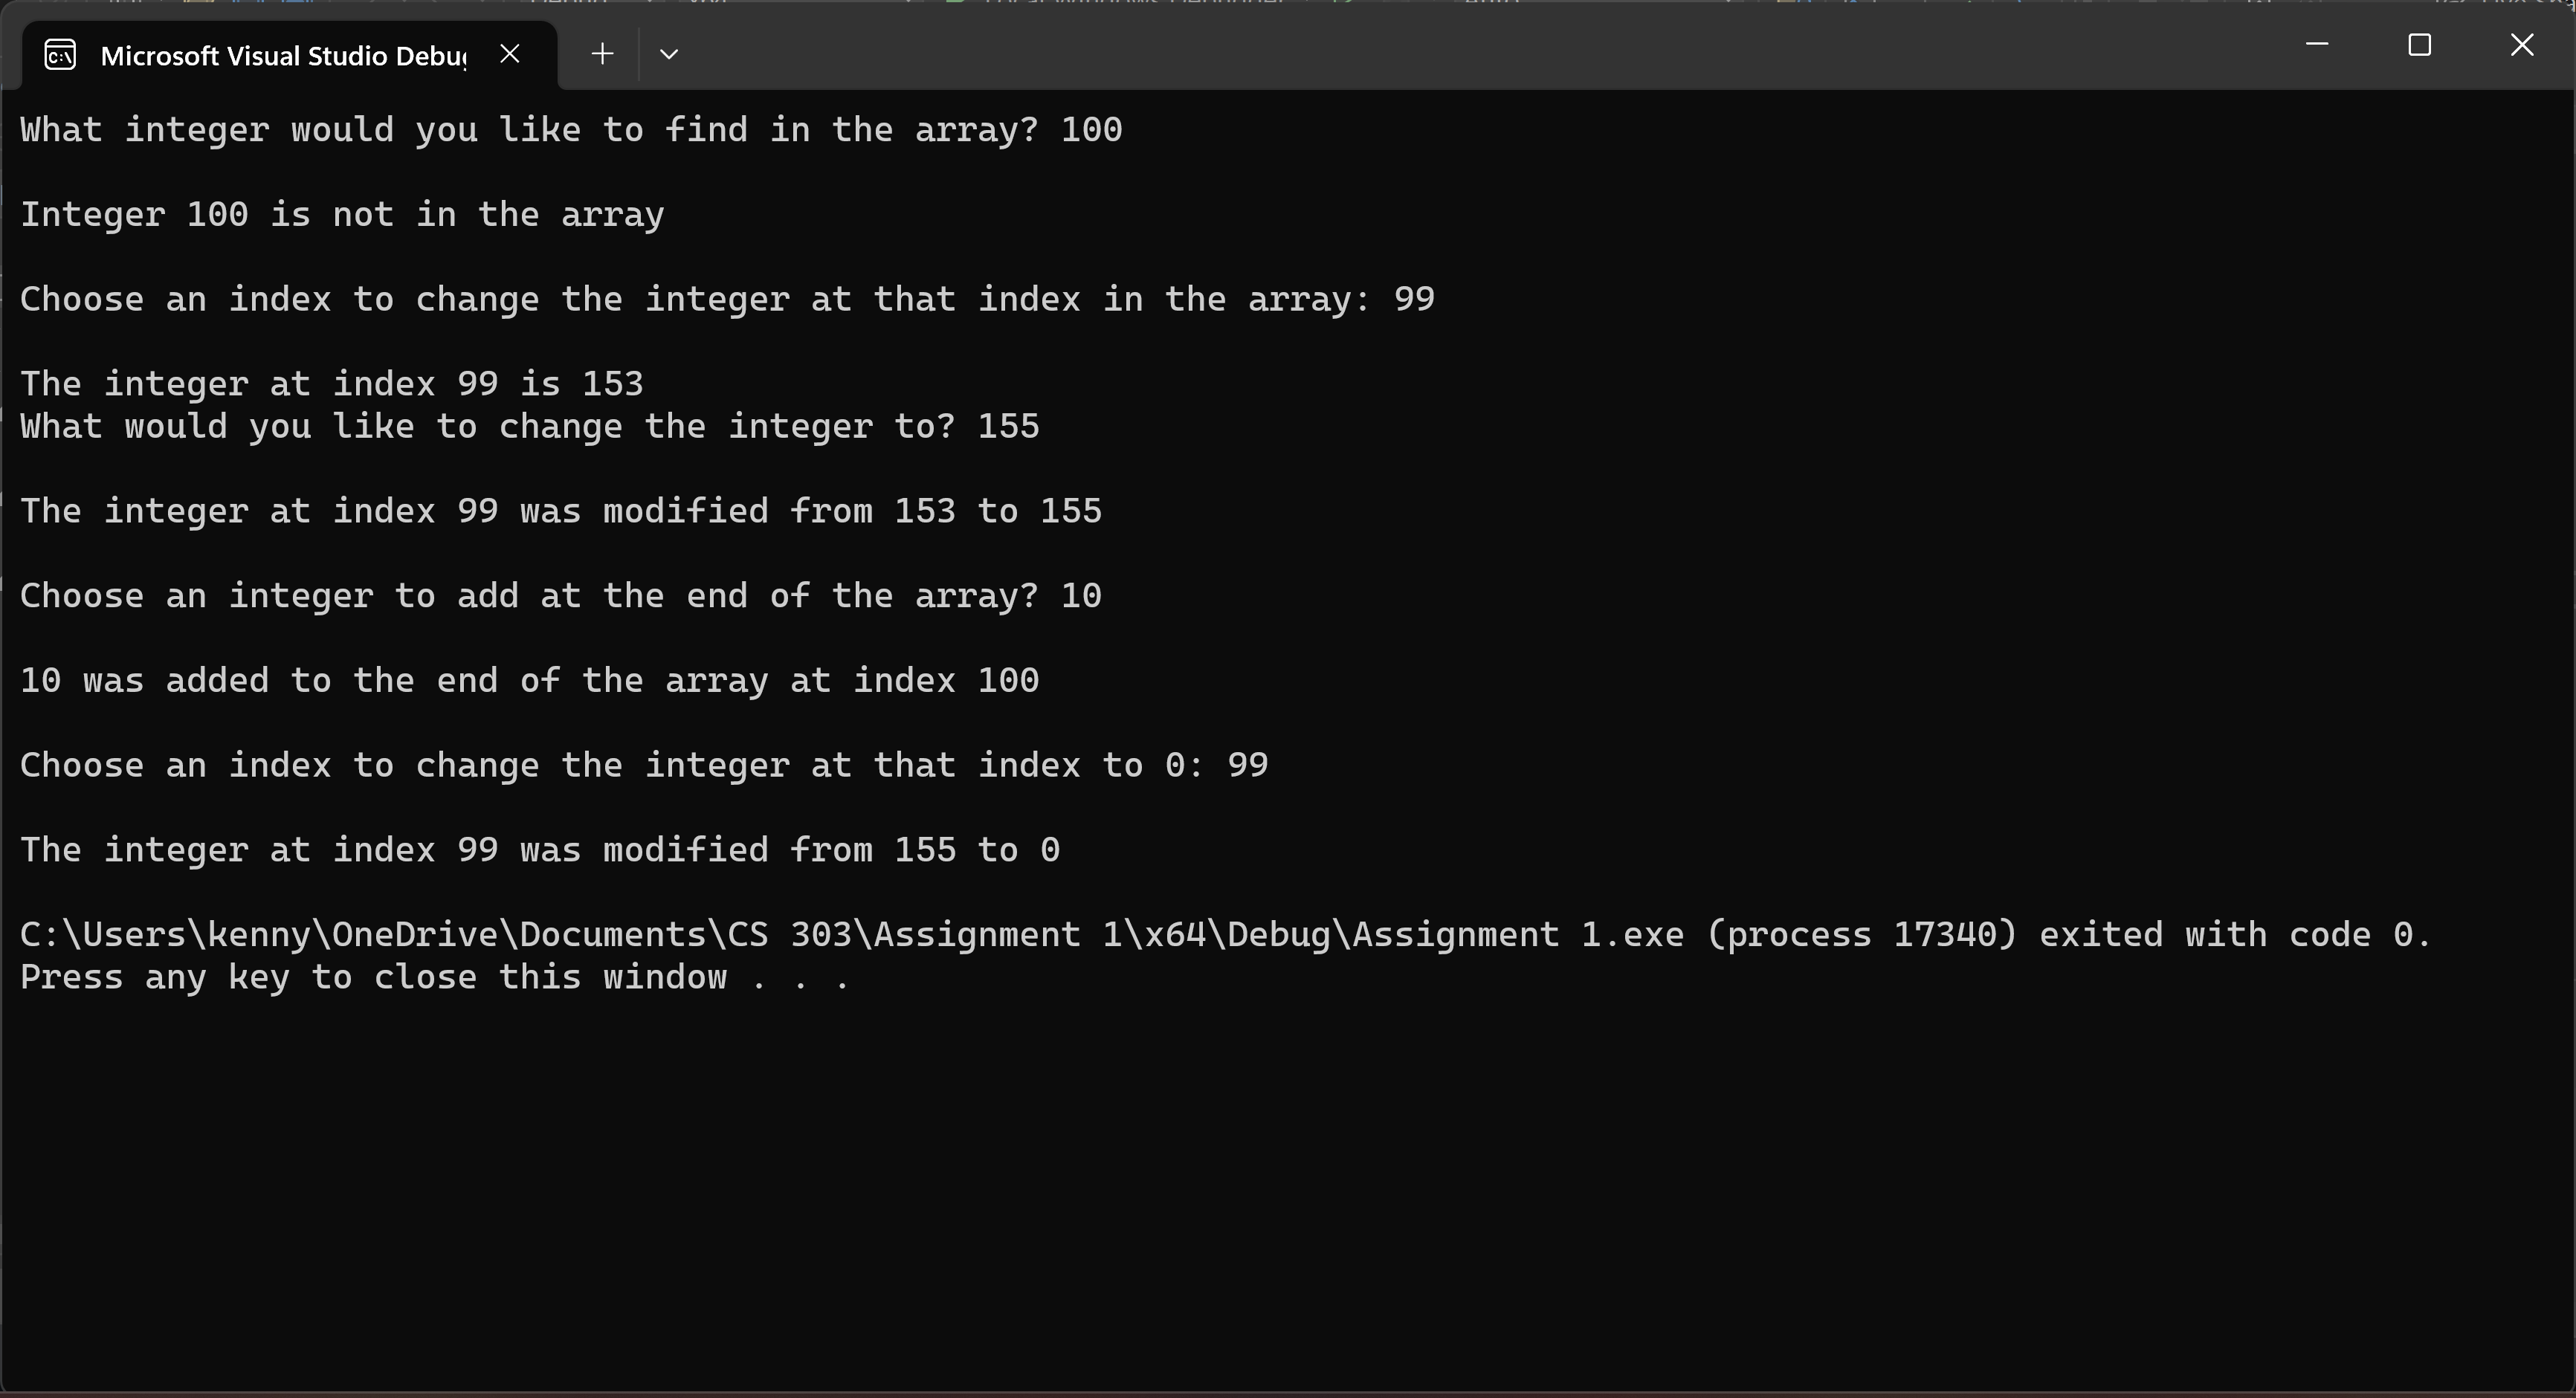 Microsoft Visual Studio Debu
What integer would you like to find in the array? 100
Integer 100 is not in the array
Choose an index to change the integer at that index in the array: 99
The integer at index 99 is 153
What would you like to change the integer to? 155
The integer at index 99 was modified from 153 to 155
Choose an integer to add at the end of the array? 10
10 was added to the end of the array at index 100
Choose an index to change the integer at that index to 0: 99
The integer at index 99 was modified from 155 to 0
C:\Users\kenny\OneDrive\Documents\CS 303\Assignment 1\x64\Debug\Assignment 1.exe (process 17340) exited with code 0.
Press any key to close this window . . .